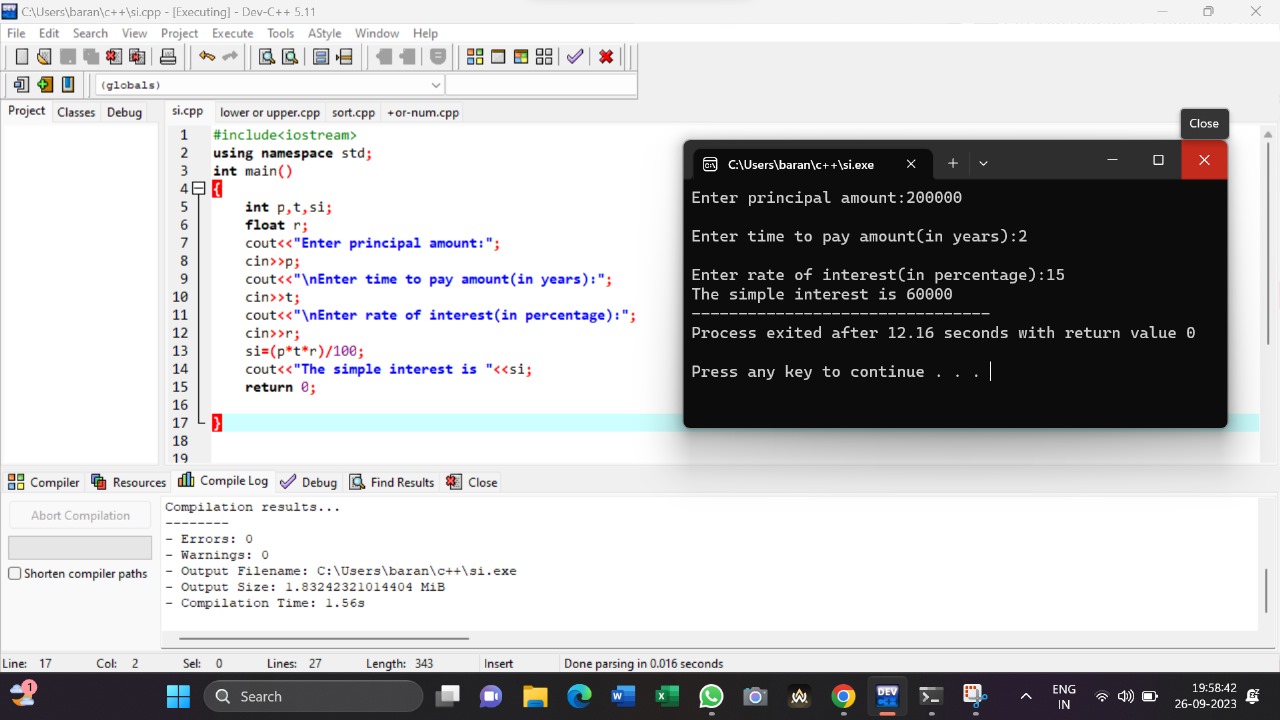 C:\Users\baran\c++\si.cpp - [Executing] - Dev-C++ 5.11
File Edit Search View Project Execute Tools AStyle Window Help
(globals)
Project Classes Debug
si.cpp lower or upper.cpp sort.cpp +or-num.cpp
1 #include<iostream>
2 using namespace std;
3 int main()
4 {
5 int p,t,si;
6 float r;
7 cout<<"Enter principal amount:";
8 cin>>p;
9 cout<<"\nEnter time to pay amount(in years):";
10 cin>>t;
11 cout<<"\nEnter rate of interest(in percentage):";
12 cin>>r;
13 si=(p*t*r)/100;
14 cout<<"The simple interest is "<<si;
15 return 0;
16
17 }
18
19
Close
C:\Users\baran\c++\si.exe
Enter principal amount:200000
Enter time to pay amount(in years):2
Enter rate of interest(in percentage):15
The simple interest is 60000
--------------------------------
Process exited after 12.16 seconds with return value 0
Press any key to continue . . .
Compiler Resources Compile Log Debug Find Results Close
Abort Compilation
Shorten compiler paths
Compilation results...
--------
- Errors: 0
- Warnings: 0
- Output Filename: C:\Users\baran\c++\si.exe
- Output Size: 1.83242321014404 MiB
- Compilation Time: 1.56s
Line: 17 Col: 2 Sel: 0 Lines: 27 Length: 343 Insert Done parsing in 0.016 seconds
1
Search
DEV
ENG
IN
19:58:42
26-09-2023